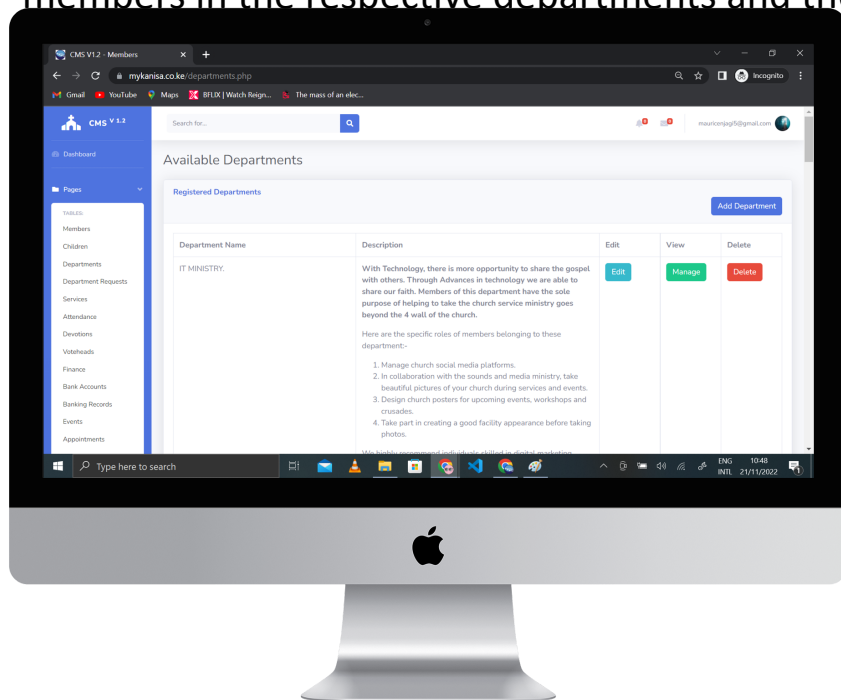 members in the respective departments and the
CMS V1.2 - Members
mykanisa.co.ke/departments.php
Incognito
Gmail
YouTube
Maps
BFLIX | Watch Reign...
The mass of an elec...
CMS V 1.2
Search for...
mauricenjagi5@gmail.com
Dashboard
Available Departments
Pages
Registered Departments
Add Department
TABLES:
Members
Children
Departments
Department Requests
Services
Attendance
Devotions
Voteheads
Finance
Bank Accounts
Banking Records
Events
Appointments
Department Name
Description
Edit
View
Delete
IT MINISTRY.
With Technology, there is more opportunity to share the gospel
with others. Through Advances in technology we are able to
share our faith. Members of this department have the sole
purpose of helping to take the church service ministry goes
beyond the 4 wall of the church.
Here are the specific roles of members belonging to these
department:-
1. Manage church social media platforms.
2. In collaboration with the sounds and media ministry, take
beautiful pictures of your church during services and events.
3. Design church posters for upcoming events, workshops and
crusades.
4. Take part in creating a good facility appearance before taking
photos.
We highly recommend individuals skilled in digital marketing
Edit
Manage
Delete
Type here to search
ENG
INTL
10:48
21/11/2022